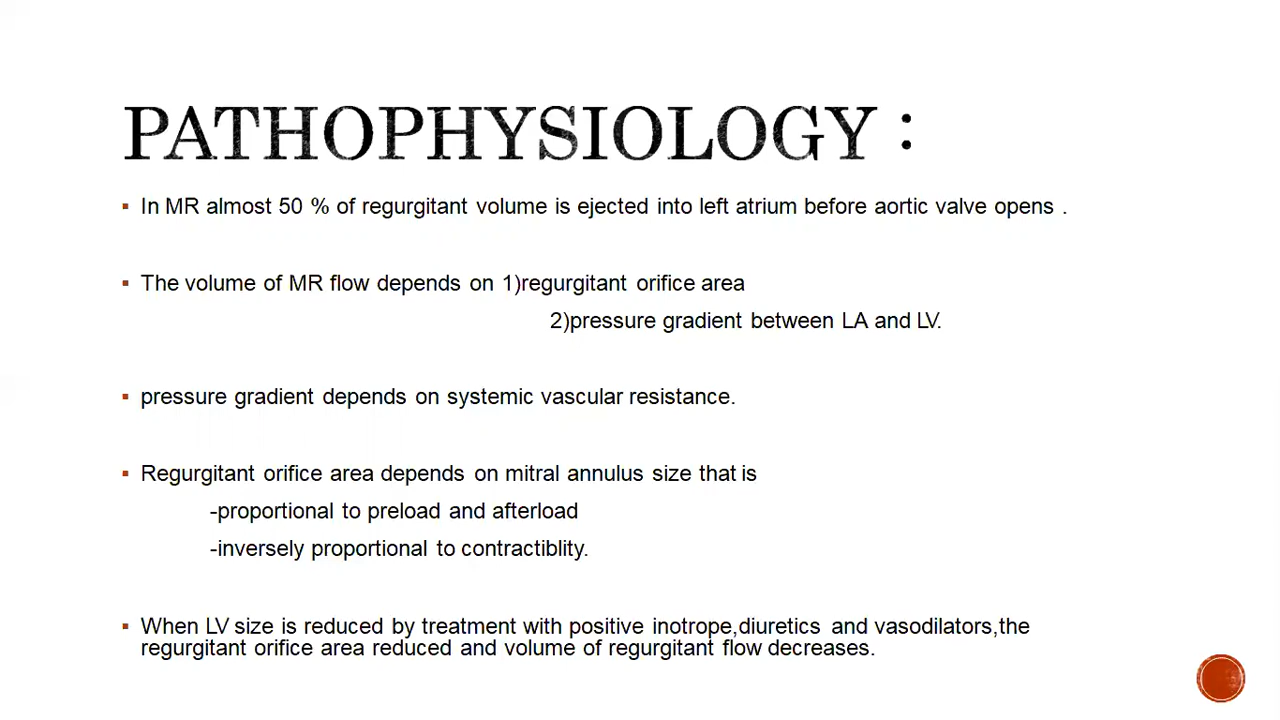 PATHOPHYSIOLOGY :
▪ In MR almost 50 % of regurgitant volume is ejected into left atrium before aortic valve opens .
▪ The volume of MR flow depends on 1)regurgitant orifice area
2)pressure gradient between LA and LV.
▪ pressure gradient depends on systemic vascular resistance.
▪ Regurgitant orifice area depends on mitral annulus size that is
-proportional to preload and afterload
-inversely proportional to contractiblity.
▪ When LV size is reduced by treatment with positive inotrope,diuretics and vasodilators,the
regurgitant orifice area reduced and volume of regurgitant flow decreases.